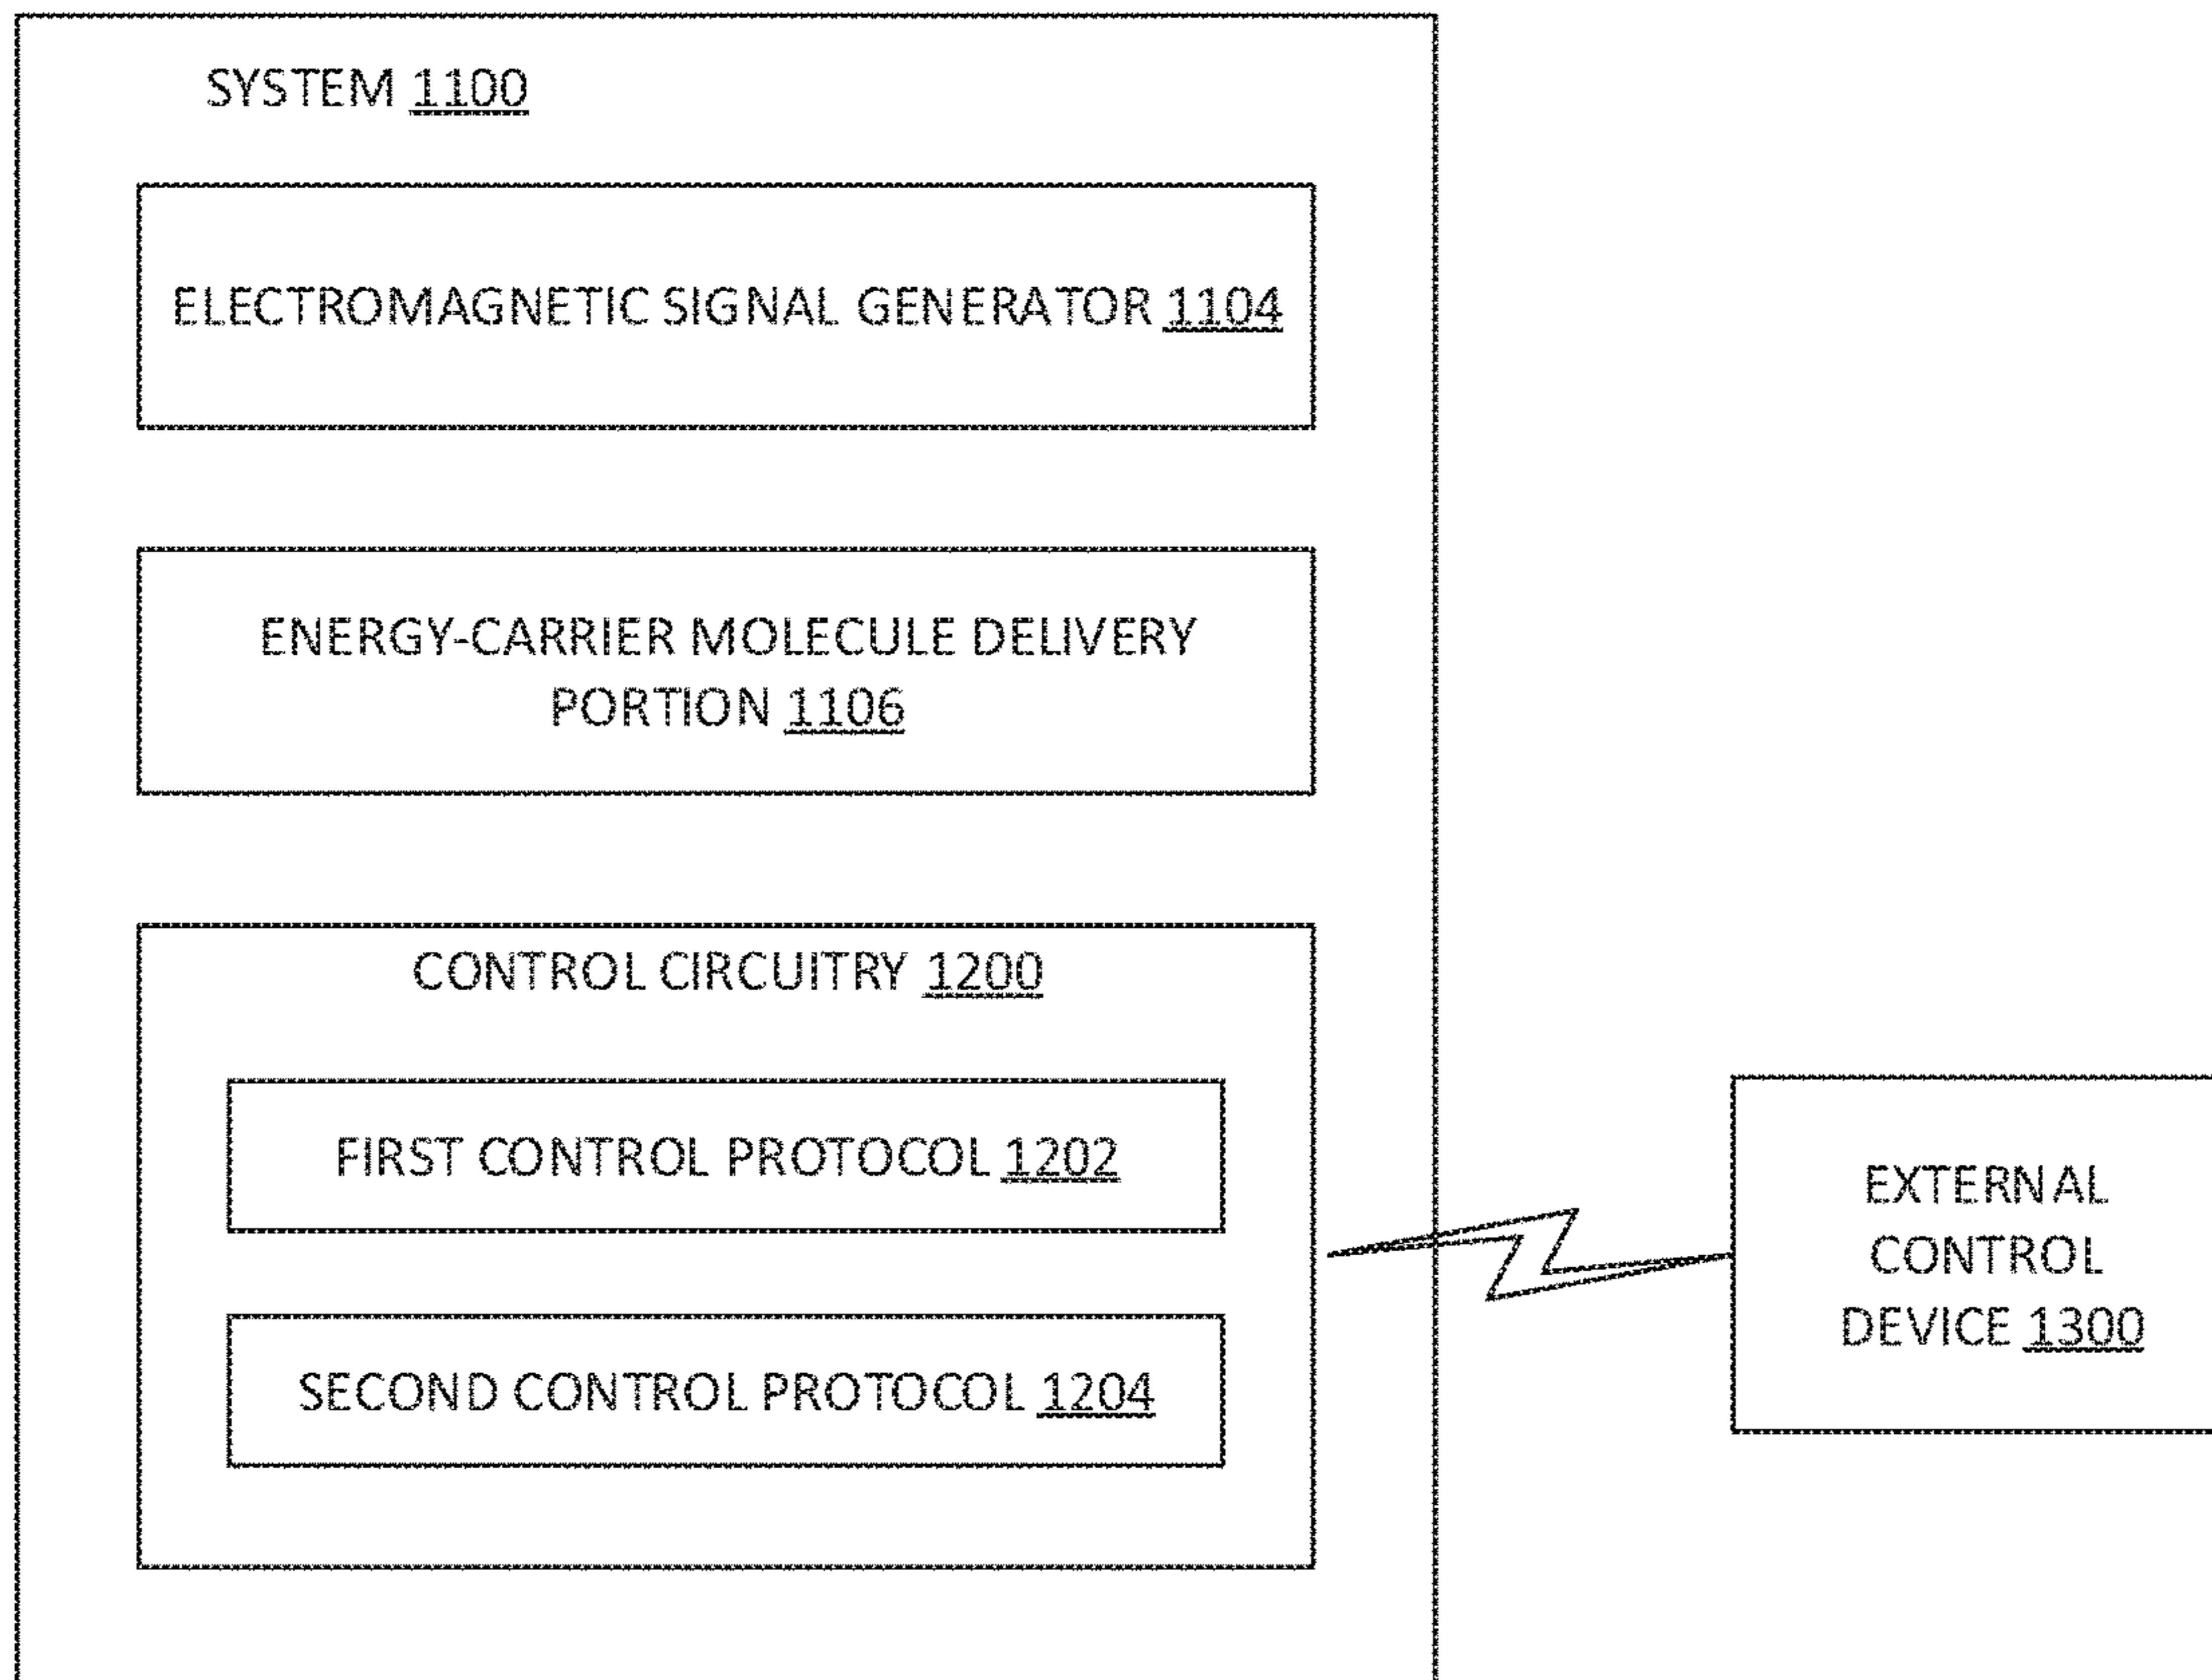 SYSTEM 1100
ELECTROMAGNETIC SIGNAL GENERATOR 1104
ENERGY-CARRIER MOLECULE DELIVERY
PORTION 1106
CONTROL CIRCUITRY 1200
FIRST CONTROL PROTOCOL 1202
SECOND CONTROL PROTOCOL 1204
EXTERNAL
CONTROL
DEVICE 1300